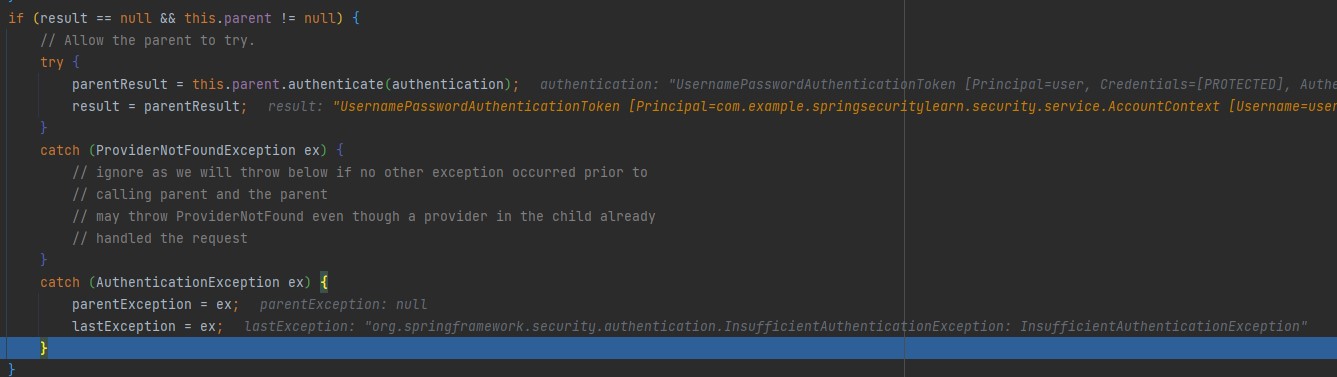 if (result == null && this.parent != null) {
// Allow the parent to try.
try {
parentResult = this.parent.authenticate(authentication); authentication: "UsernamePasswordAuthenticationToken [Principal=user, Credentials=[PROTECTED], Authe
result = parentResult; result: "UsernamePasswordAuthenticationToken [Principal=com.example.springsecuritylearn.security.service.AccountContext [Username=user
}
catch (ProviderNotFoundException ex) {
// ignore as we will throw below if no other exception occurred prior to
// calling parent and the parent
// may throw ProviderNotFound even though a provider in the child already
// handled the request
}
catch (AuthenticationException ex) {
parentException = ex; parentException: null
lastException = ex; lastException: "org.springframework.security.authentication.InsufficientAuthenticationException: InsufficientAuthenticationException"
}
}